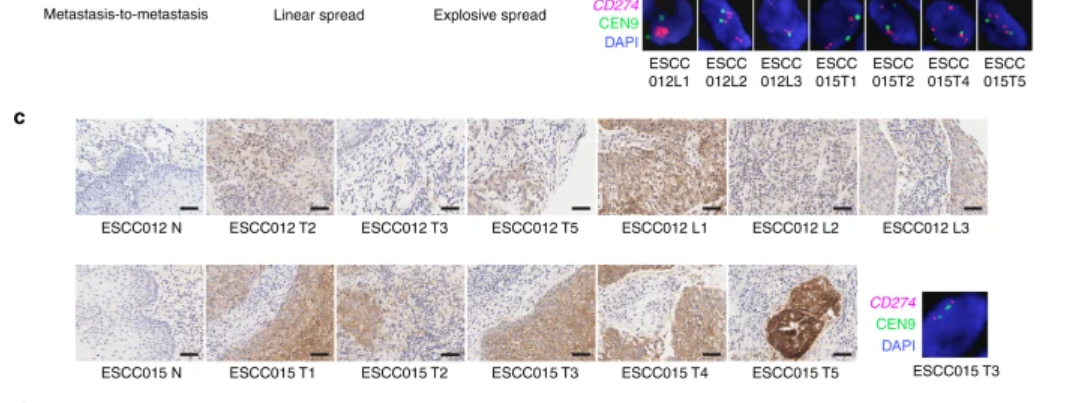 Metastasis-to-metastasis Linear spread Explosive spread
CD274
CEN9
DAPI
ESCC ESCC ESCC ESCC ESCC ESCC ESCC
012L1 012L2 012L3 015T1 015T2 015T4 015T5
c
ESCC012 N ESCC012 T2 ESCC012 T3 ESCC012 T5 ESCC012 L1 ESCC012 L2 ESCC012 L3
CD274
CEN9
DAPI
ESCC015 N ESCC015 T1 ESCC015 T2 ESCC015 T3 ESCC015 T4 ESCC015 T5 ESCC015 T3